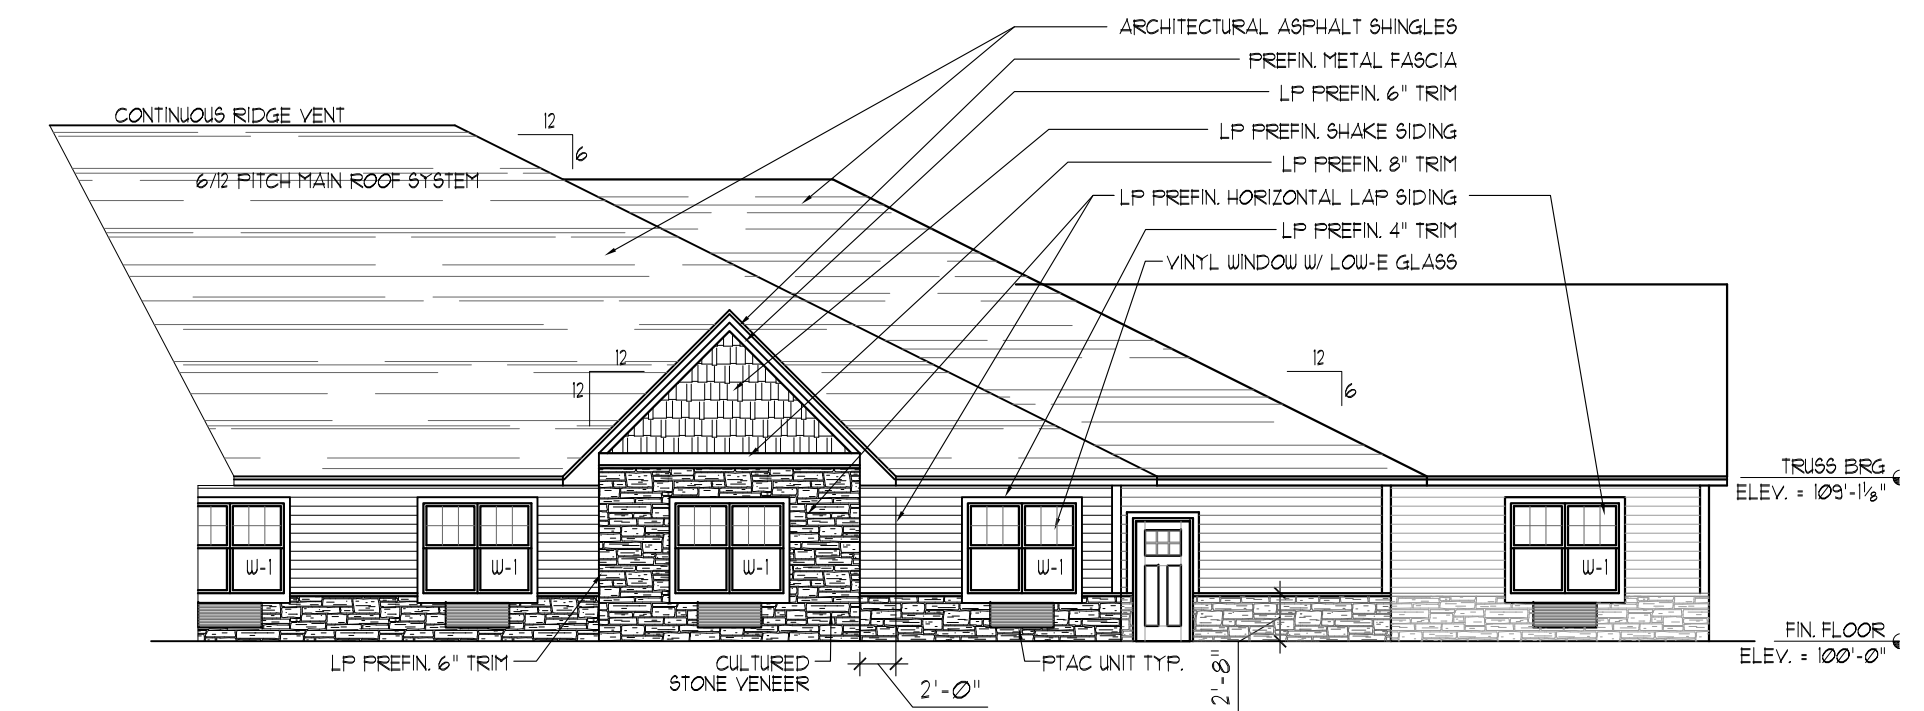 ARCHITECTURAL ASPHALT SHINGLES
PREFIN. METAL FASCIA
LP PREFIN. 6" TRIM
CONTINUOUS RIDGE VENT
12
6
LP PREFIN. SHAKE SIDING
LP PREFIN. 8" TRIM
6/12 PITCH MAIN ROOF SYSTEM
LP PREFIN. HORIZONTAL LAP SIDING
LP PREFIN. 4" TRIM
VINYL WINDOW W/ LOW-E GLASS
12
12
12
6
TRUSS BRG
ELEV. = 109'-1 1/8"
W-1
W-1
W-1
W-1
W-1
FIN. FLOOR
ELEV. = 100'-0"
LP PREFIN. 6" TRIM
CULTURED
STONE VENEER
PTAC UNIT TYP.
2'-0"
2'-8"